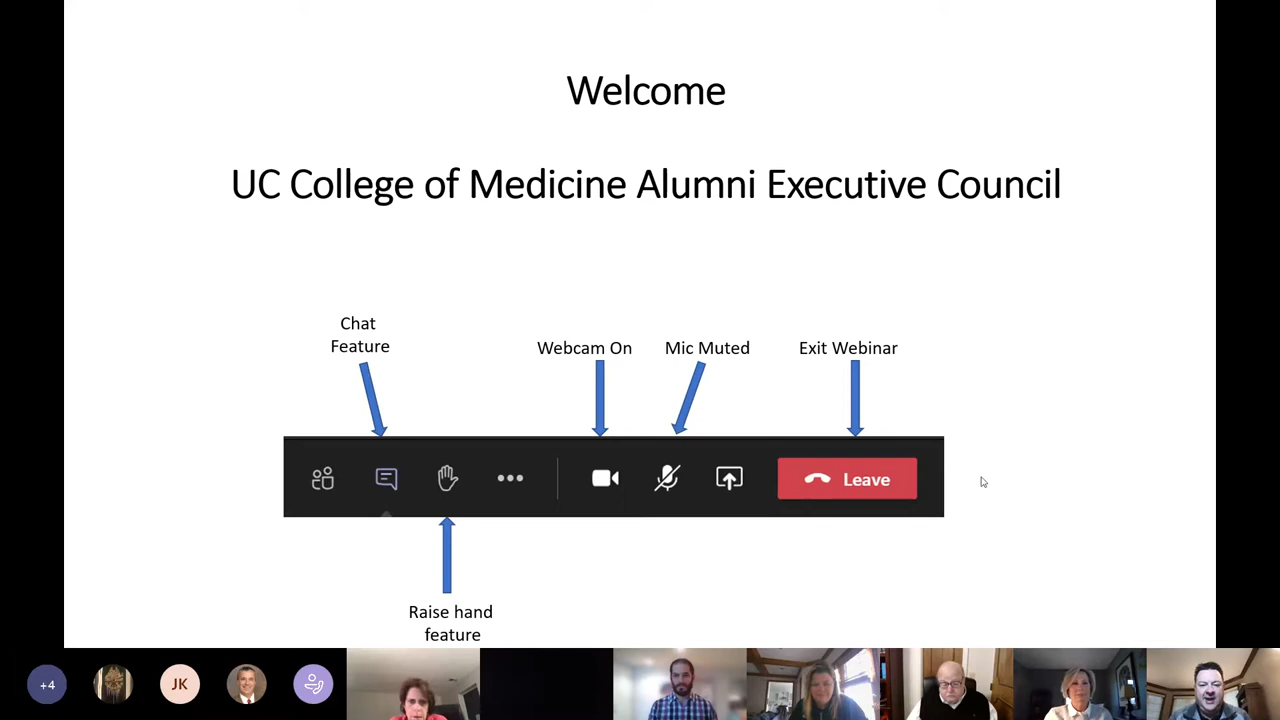 Welcome
UC College of Medicine Alumni Executive Council
Chat
Feature
Webcam On
Mic Muted
Exit Webinar
Leave
Raise hand
feature
+4
JK